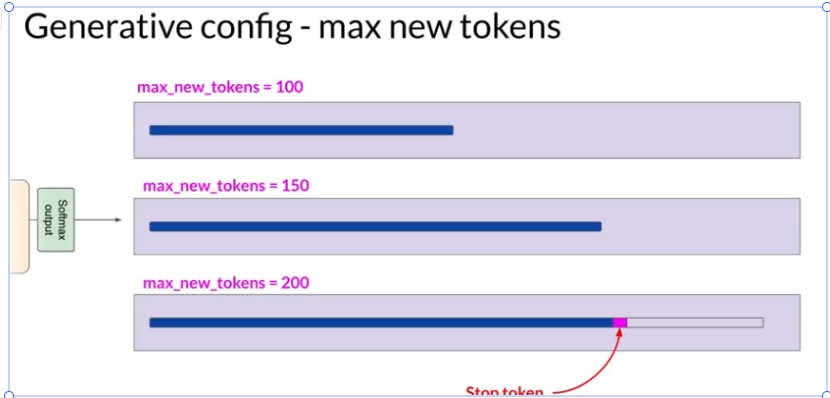 Generative config - max new tokens
max_new_tokens = 100
max_new_tokens = 150
Softmax
output
max_new_tokens = 200
Stop token